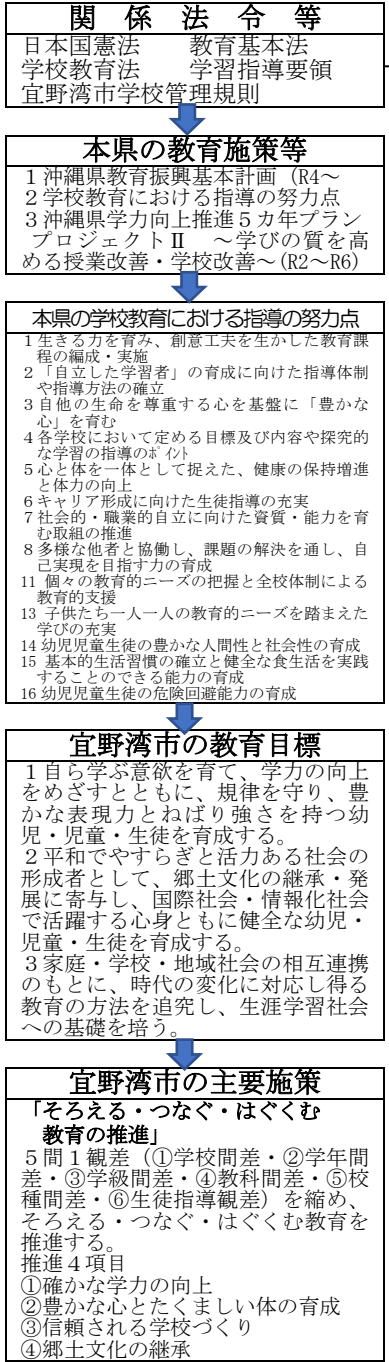 関　係　法　令　等
日本国憲法　　教育基本法
学校教育法　　学習指導要領
宜野湾市学校管理規則
本県の教育施策等
１沖縄県教育振興基本計画（R4～
２学校教育における指導の努力点
３沖縄県学力向上推進５カ年プラン
プロジェクトⅡ　～学びの質を高
める授業改善・学校改善～(R2～R6)
本県の学校教育における指導の努力点
１生きる力を育み、創意工夫を生かした教育課
程の編成・実施
２「自立した学習者」の育成に向けた指導体制
や指導方法の確立
３自他の生命を尊重する心を基盤に「豊かな
心」を育む
４各学校において定める目標及び内容や探究的
な学習の指導のﾎﾟｲﾝﾄ
５心と体を一体として捉えた、健康の保持増進
と体力の向上
６キャリア形成に向けた生徒指導の充実
７社会的・職業的自立に向けた資質・能力を育
む取組の推進
８多様な他者と協働し、課題の解決を通し、自
己実現を目指す力の育成
11 個々の教育的ニーズの把握と全校体制による
教育的支援
13 子供たち一人一人の教育的ニーズを踏まえた
学びの充実
14 幼児児童生徒の豊かな人間性と社会性の育成
15 基本的生活習慣の確立と健全な食生活を実践
することのできる能力の育成
16 幼児児童生徒の危険回避能力の育成
宜野湾市の教育目標
１自ら学ぶ意欲を育て、学力の向上
をめざすとともに、規律を守り、豊
かな表現力とねばり強さを持つ幼
児・児童・生徒を育成する。
２平和でやすらぎと活力ある社会の
形成者として、郷土文化の継承・発
展に寄与し、国際社会・情報化社会
で活躍する心身ともに健全な幼児・
児童・生徒を育成する。
３家庭・学校・地域社会の相互連携
のもとに、時代の変化に対応し得る
教育の方法を追究し、生涯学習社会
への基礎を培う。
宜野湾市の主要施策
「そろえる・つなぐ・はぐくむ
教育の推進」
５間１観差（①学校間差・②学年間
差・③学級間差・④教科間差・⑤校
種間差・⑥生徒指導観差）を縮め、
そろえる・つなぐ・はぐくむ教育を
推進する。
推進４項目
①確かな学力の向上
②豊かな心とたくましい体の育成
③信頼される学校づくり
④郷土文化の継承